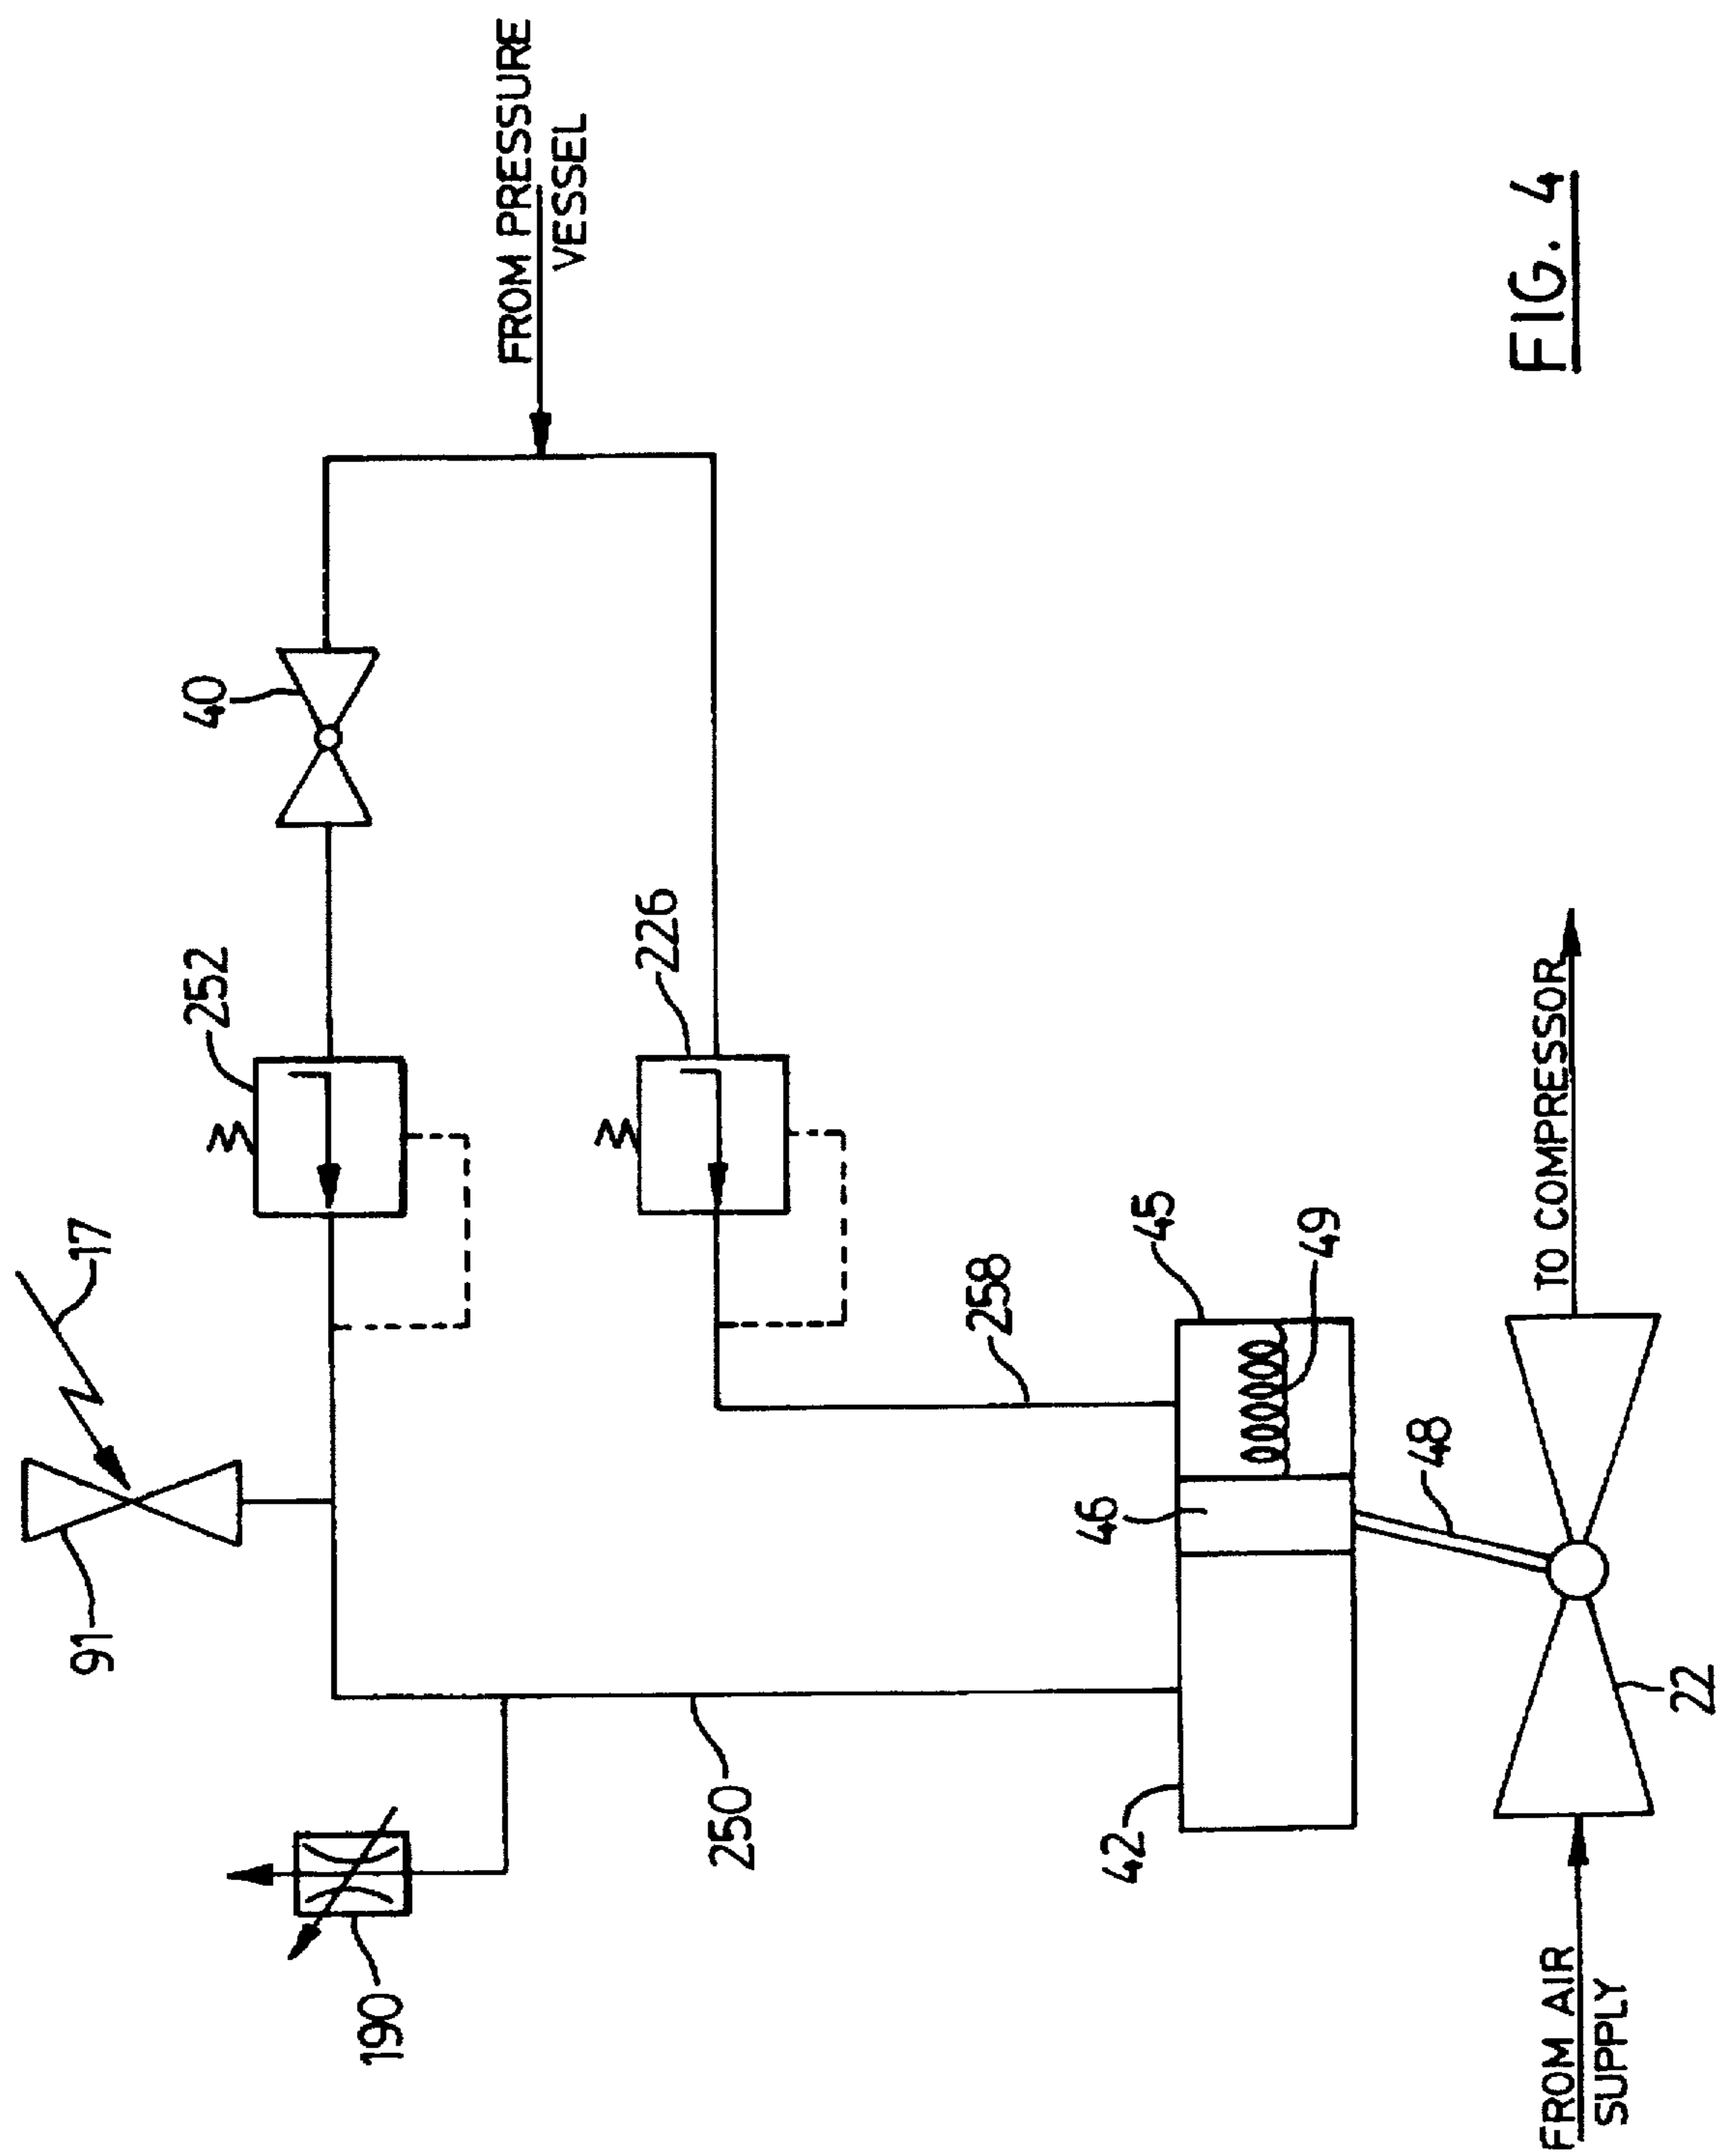 17
91
252
40
190
226
FROM PRESSURE
VESSEL
250
258
42
46
45
49
48
22
FROM AIR
SUPPLY
TO COMPRESSOR
FIG. 4